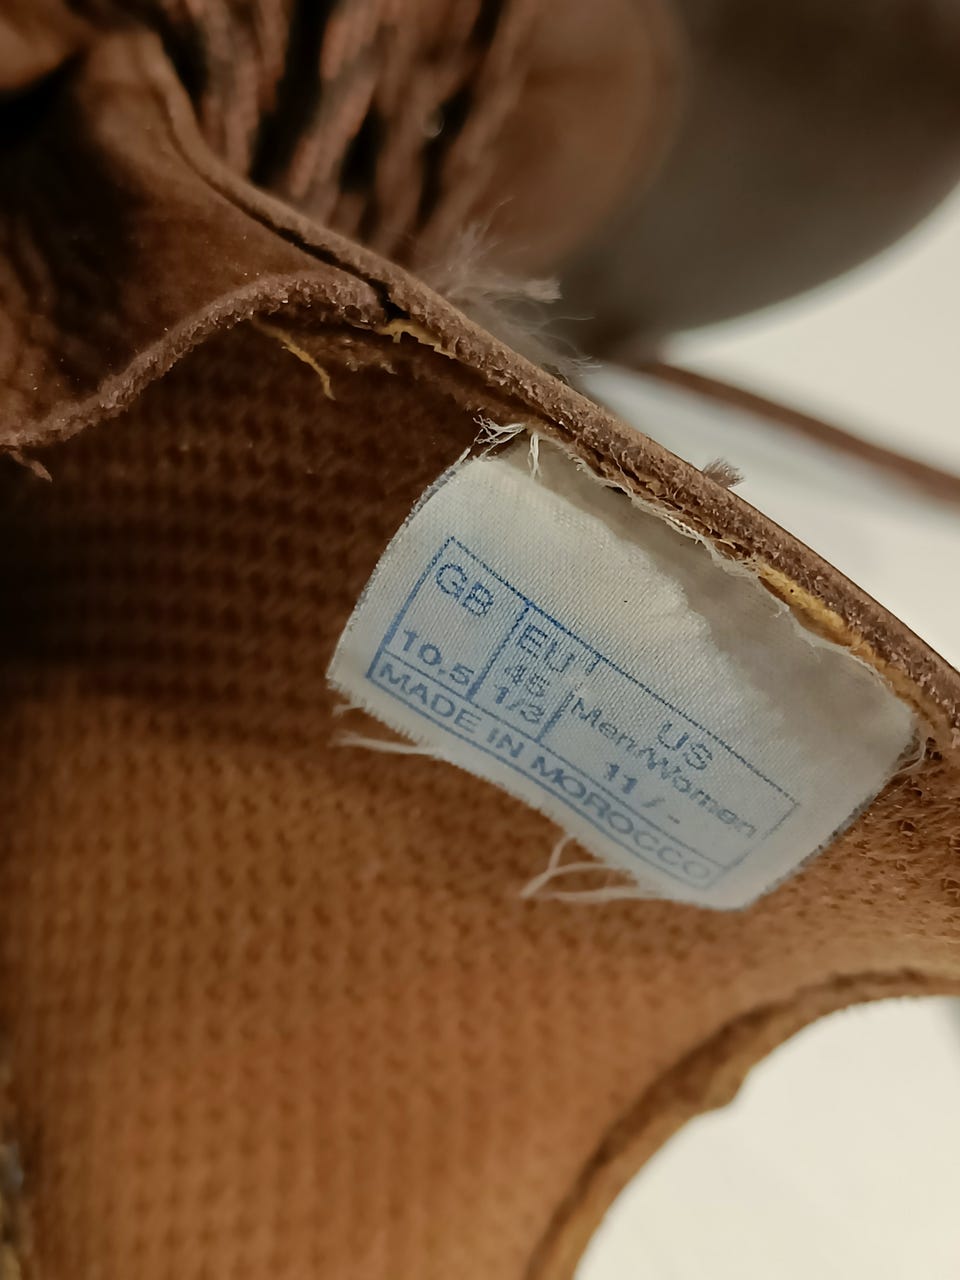 GB EU US
10.5 45 1/3 Men/Women
11 / -
MADE IN MOROCCO